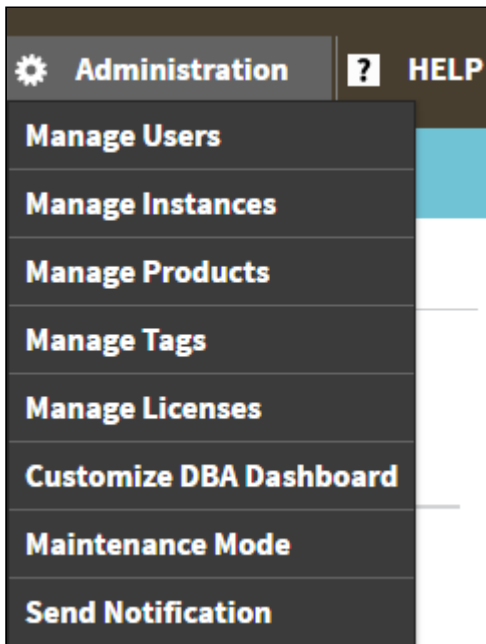 Administration ? HELP
Manage Users
Manage Instances
Manage Products
Manage Tags
Manage Licenses
Customize DBA Dashboard
Maintenance Mode
Send Notification